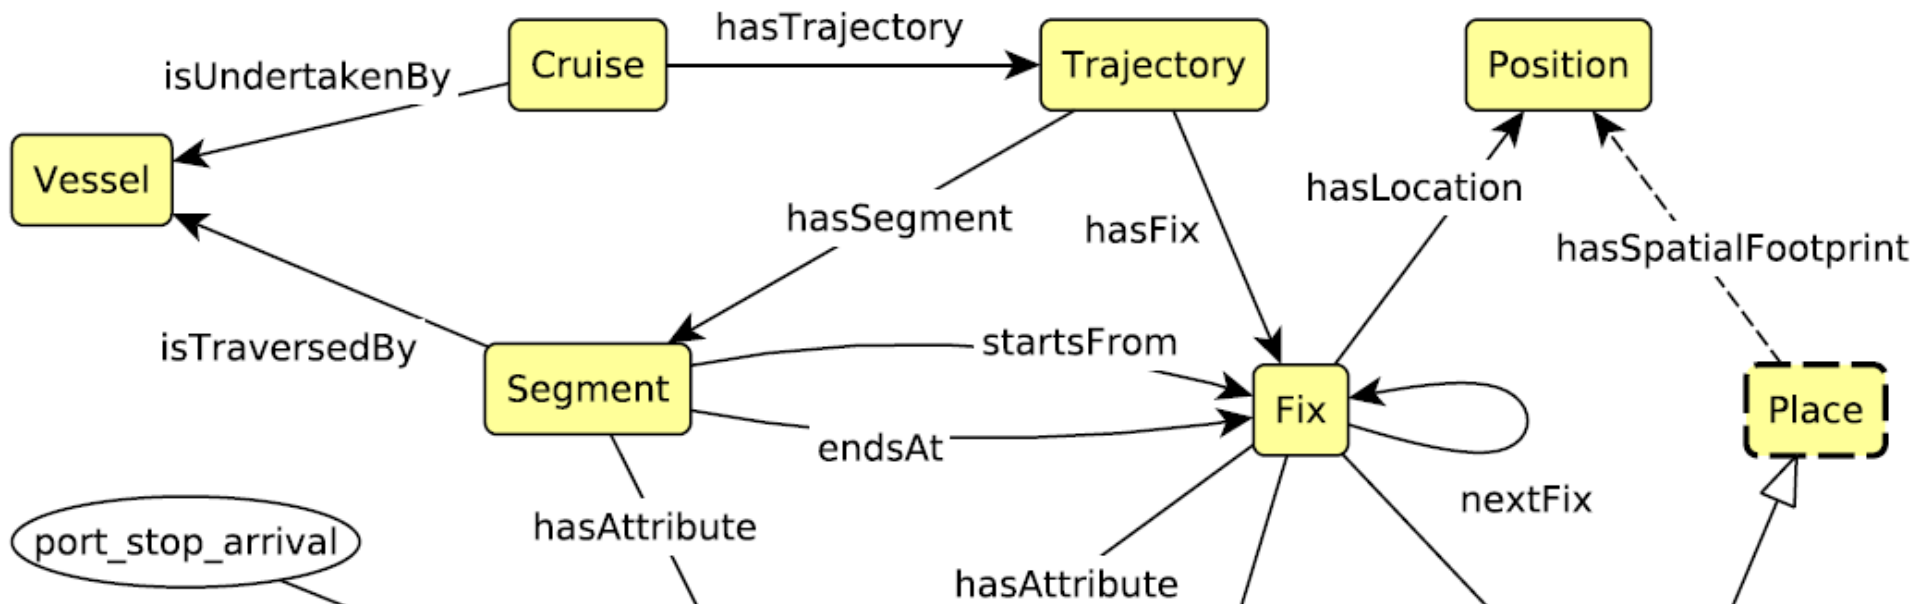 hasTrajectory
Cruise
Trajectory
Position
isUndertakenBy
Vessel
hasLocation
hasSegment
hasFix
hasSpatialFootprint
isTraversedBy
startsFrom
Segment
Fix
Place
endsAt
nextFix
hasAttribute
port_stop_arrival
hasAttribute